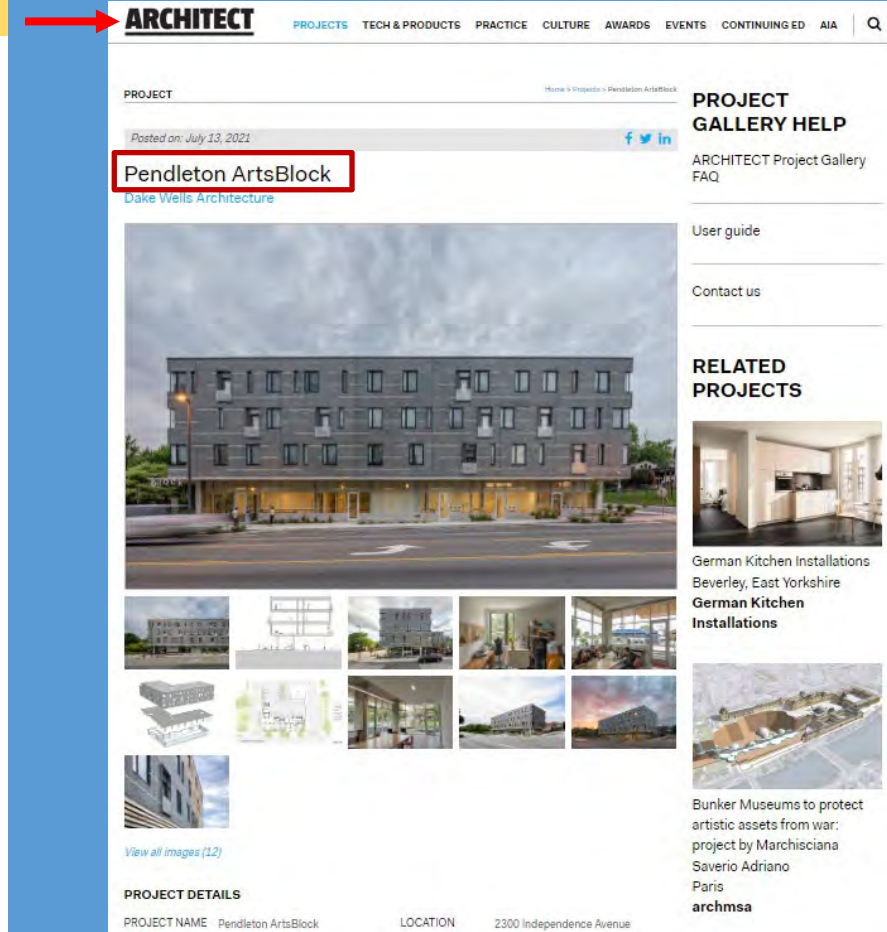 ARCHITECT
PROJECTS TECH & PRODUCTS PRACTICE CULTURE AWARDS EVENTS CONTINUING ED AIA
PROJECT
Home > Projects > Pendleton ArtsBlock
Posted on: July 13, 2021
Pendleton ArtsBlock
Dake Wells Architecture
View all images (12)
PROJECT DETAILS
PROJECT NAME Pendleton ArtsBlock
LOCATION 2300 Independence Avenue
PROJECT
GALLERY HELP
ARCHITECT Project Gallery
FAQ
User guide
Contact us
RELATED
PROJECTS
German Kitchen Installations
Beverley, East Yorkshire
German Kitchen
Installations
Bunker Museums to protect
artistic assets from war:
project by Marchisciana
Saverio Adriano
Paris
archmsa